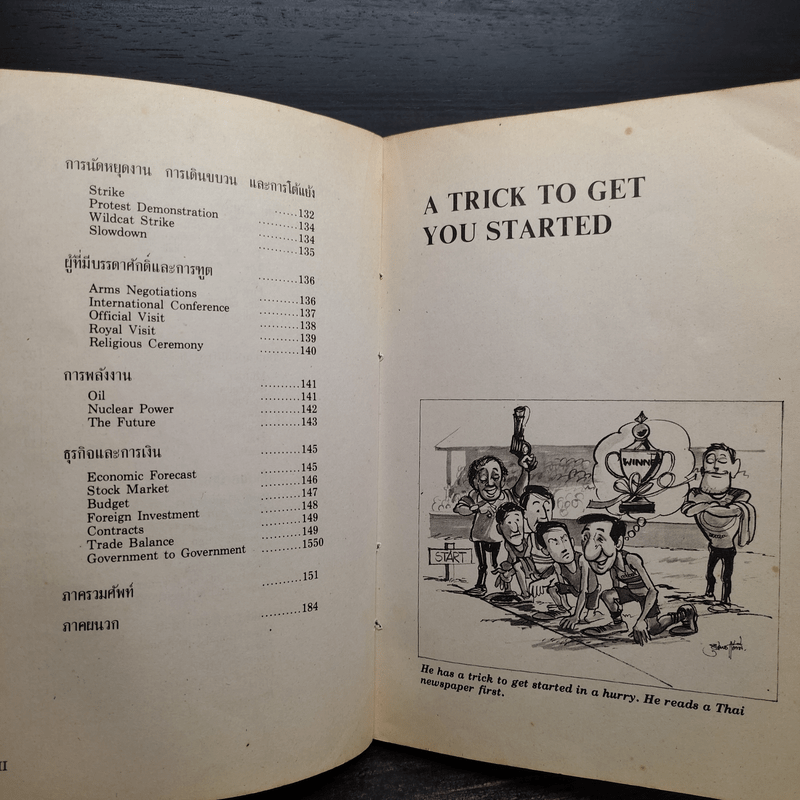 การนัดหยุดงาน การเดินขบวน และการโต้แย้ง
Strike ......132
Protest Demonstration ..........134
Wildcat Strike ..........134
Slowdown ..........135
ผู้ที่มีบรรดาศักดิ์และการฑูต ..........136
Arms Negotiations ..........136
International Conference ..........137
Official Visit ..........138
Royal Visit ..........139
Religious Ceremony ..........140
การพลังงาน ..........141
Oil ..........141
Nuclear Power ..........142
The Future ..........143
ธุรกิจและการเงิน ..........145
Economic Forecast ..........145
Stock Market ..........146
Budget ..........147
Foreign Investment ..........148
Contracts ..........149
Trade Balance ..........149
Government to Government ..........1550
ภาครวมศัพท์ ..........151
ภาคผนวก ..........184
II
A TRICK TO GET
YOU STARTED
WINNE
START
He has a trick to get started in a hurry. He reads a Thai
newspaper first.